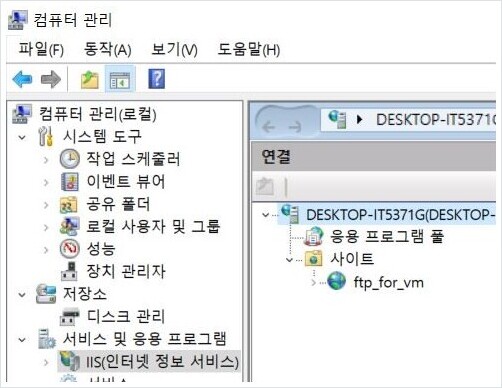 컴퓨터 관리
파일(F) 동작(A) 보기(V) 도움말(H)
컴퓨터 관리(로컬)
시스템 도구
작업 스케줄러
이벤트 뷰어
공유 폴더
로컬 사용자 및 그룹
성능
장치 관리자
저장소
디스크 관리
서비스 및 응용 프로그램
IIS(인터넷 정보 서비스)
DESKTOP-IT5371G
연결
DESKTOP-IT5371G(DESKTOP-
응용 프로그램 풀
사이트
ftp_for_vm